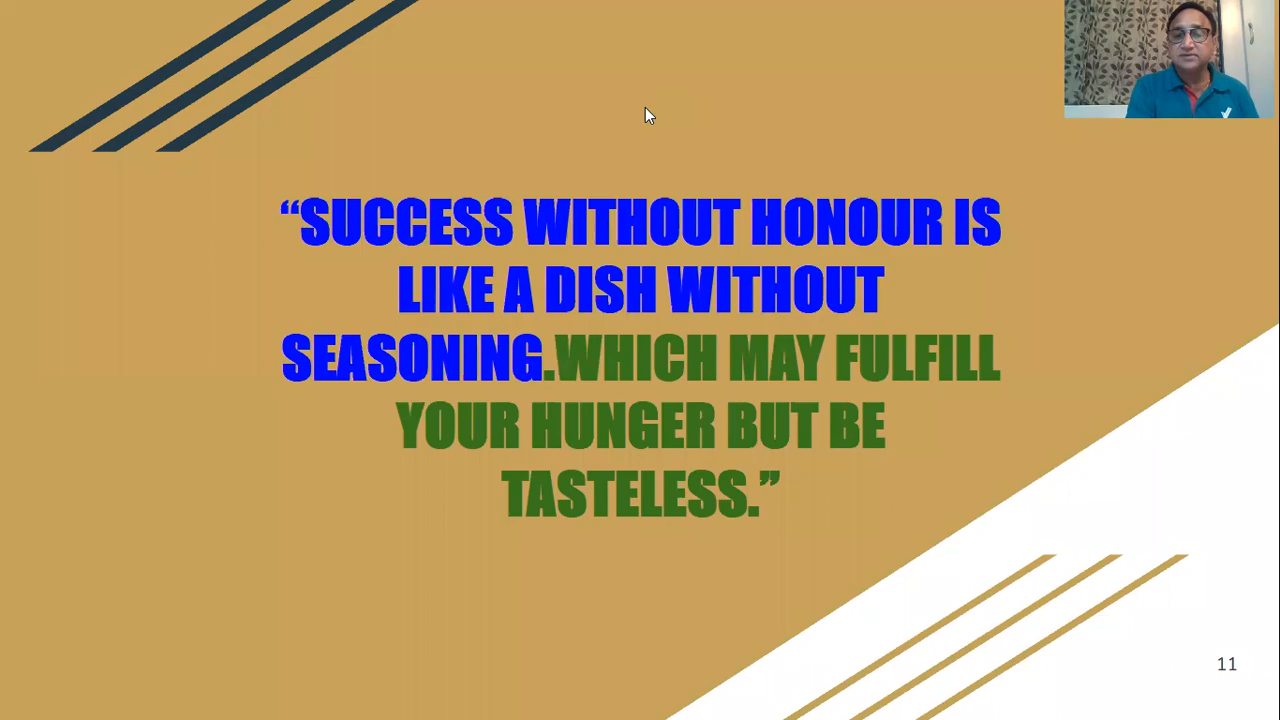 “SUCCESS WITHOUT HONOUR IS
LIKE A DISH WITHOUT
SEASONING.WHICH MAY FULFILL
YOUR HUNGER BUT BE
TASTELESS.”
11